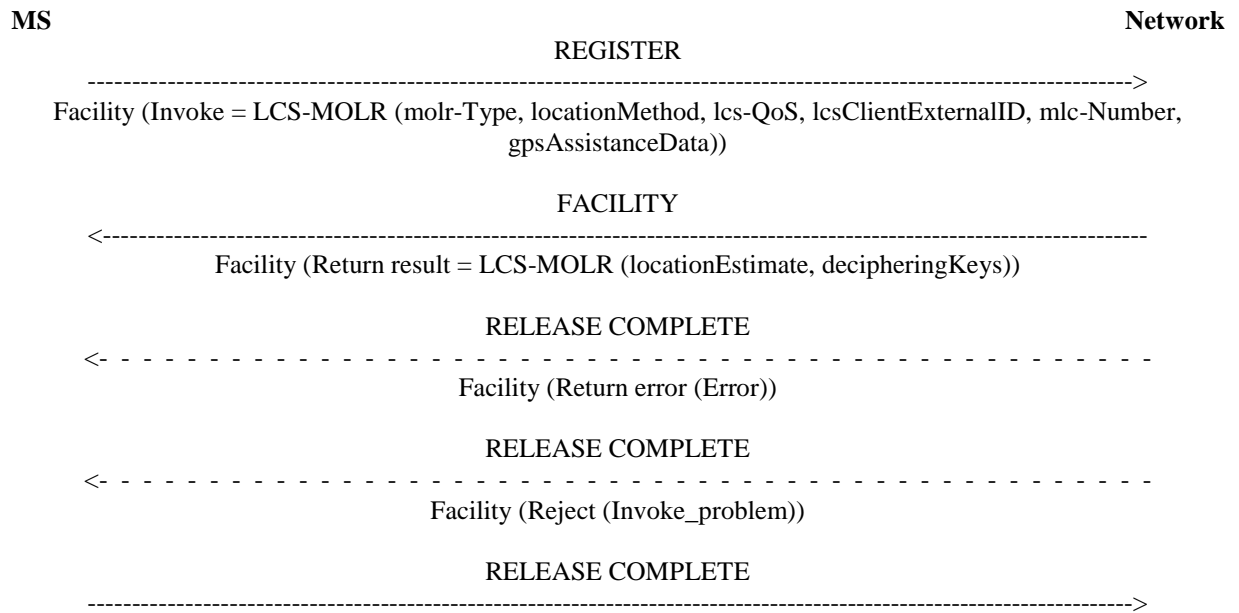 MS Network
REGISTER
------------------------------------------------------------------------------------------------------------------------>
Facility (Invoke = LCS-MOLR (molr-Type, locationMethod, lcs-QoS, lcsClientExternalID, mlc-Number,
gpsAssistanceData))
FACILITY
<------------------------------------------------------------------------------------------------------------------------
Facility (Return result = LCS-MOLR (locationEstimate, decipheringKeys))
RELEASE COMPLETE
<- - - - - - - - - - - - - - - - - - - - - - - - - - - - - - - - - - - - - - - - - - - - - - - -
Facility (Return error (Error))
RELEASE COMPLETE
<- - - - - - - - - - - - - - - - - - - - - - - - - - - - - - - - - - - - - - - - - - - - - - - -
Facility (Reject (Invoke_problem))
RELEASE COMPLETE
------------------------------------------------------------------------------------------------------------------------>